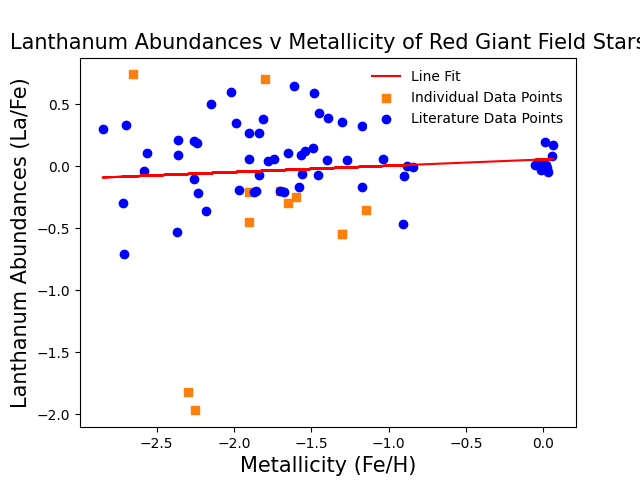 Lanthanum Abundances v Metallicity of Red Giant Field Stars
Line Fit
Individual Data Points
Literature Data Points
Lanthanum Abundances (La/Fe)
0.5
0.0
−0.5
−1.0
−1.5
−2.0
−2.5
−2.0
−1.5
−1.0
−0.5
0.0
Metallicity (Fe/H)